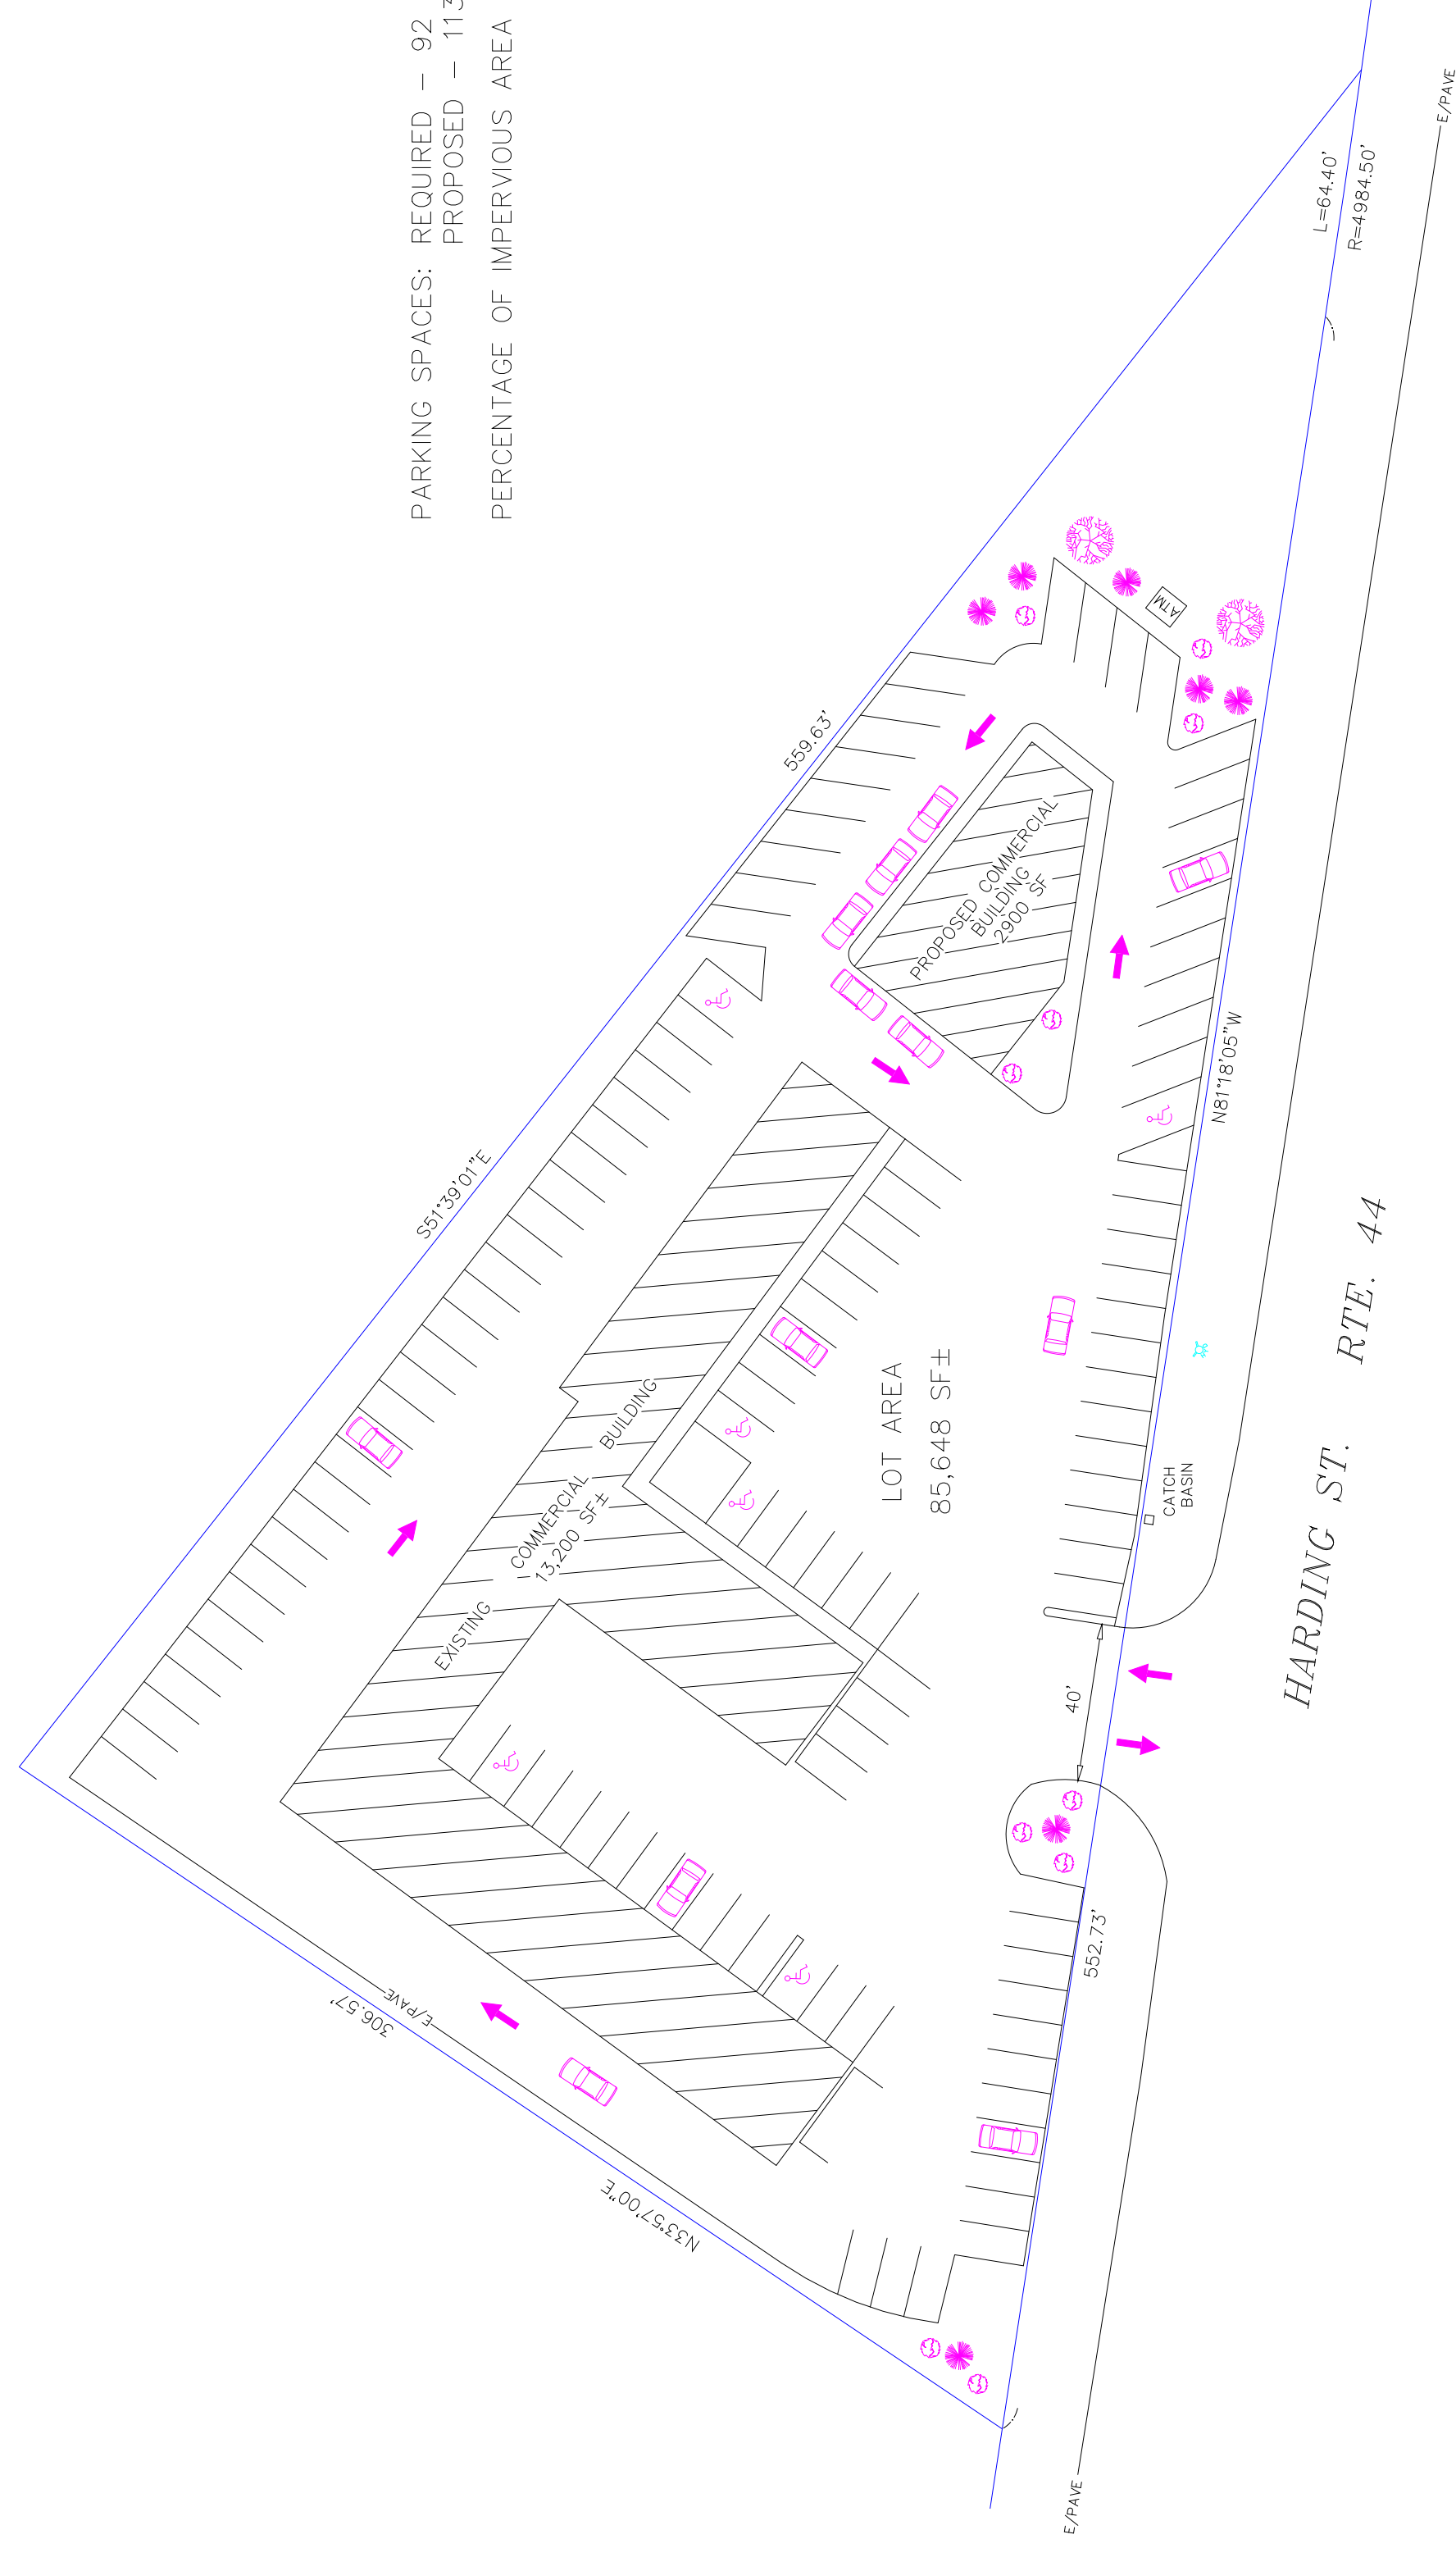 PARKING SPACES: REQUIRED - 92
PROPOSED - 113
PERCENTAGE OF IMPERVIOUS AREA
L=64.40'
R=4984.50'
E/PAVE
559.63'
ATM
PROPOSED COMMERCIAL
BUILDING
2900 SF
S51°39'01"E
N81°18'05"W
EXISTING COMMERCIAL BUILDING
13,200 SF±
LOT AREA
85,648 SF±
CATCH
BASIN
HARDING ST. RTE. 44
40'
552.73'
E/PAVE
306.57'
N33°57'00"E
E/PAVE